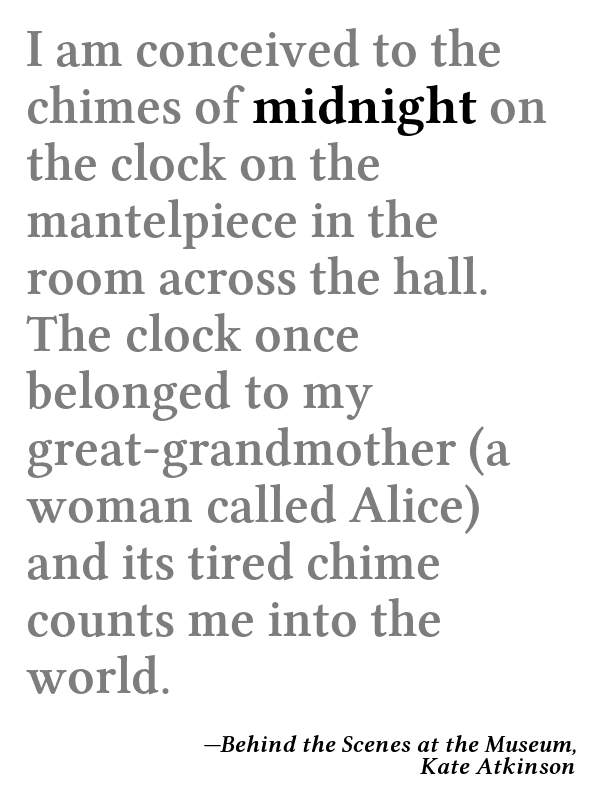 I am conceived to the
chimes of midnight on
the clock on the
mantelpiece in the
room across the hall.
The clock once
belonged to my
great-grandmother (a
woman called Alice)
and its tired chime
counts me into the
world.
—Behind the Scenes at the Museum,
Kate Atkinson